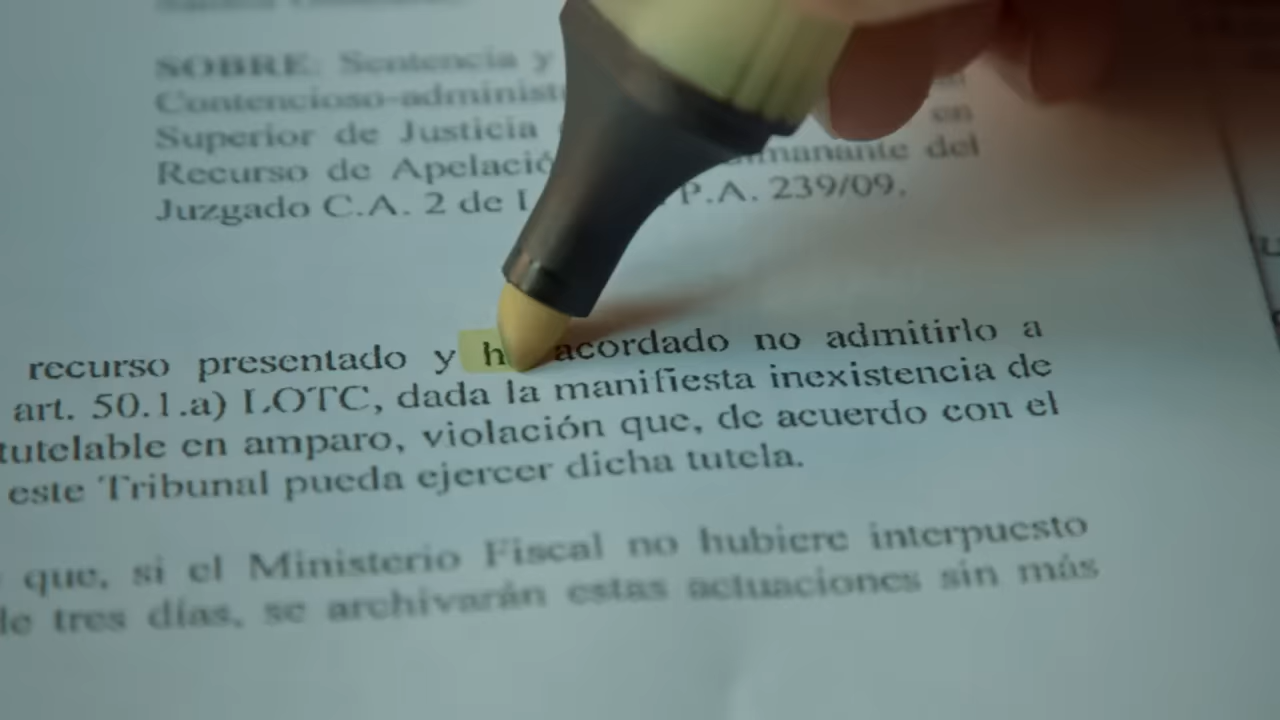 SOBRE: Sentencia y
Contencioso-administ
Superior de Justicia en
Recurso de Apelació manante del
Juzgado C.A. 2 de L P.A. 239/09.
recurso presentado y h acordado no admitirlo a
art. 50.1.a) LOTC, dada la manifiesta inexistencia de
tutelable en amparo, violación que, de acuerdo con el
este Tribunal pueda ejercer dicha tutela.
que, si el Ministerio Fiscal no hubiere interpuesto
de tres días, se archivarán estas actuaciones sin más